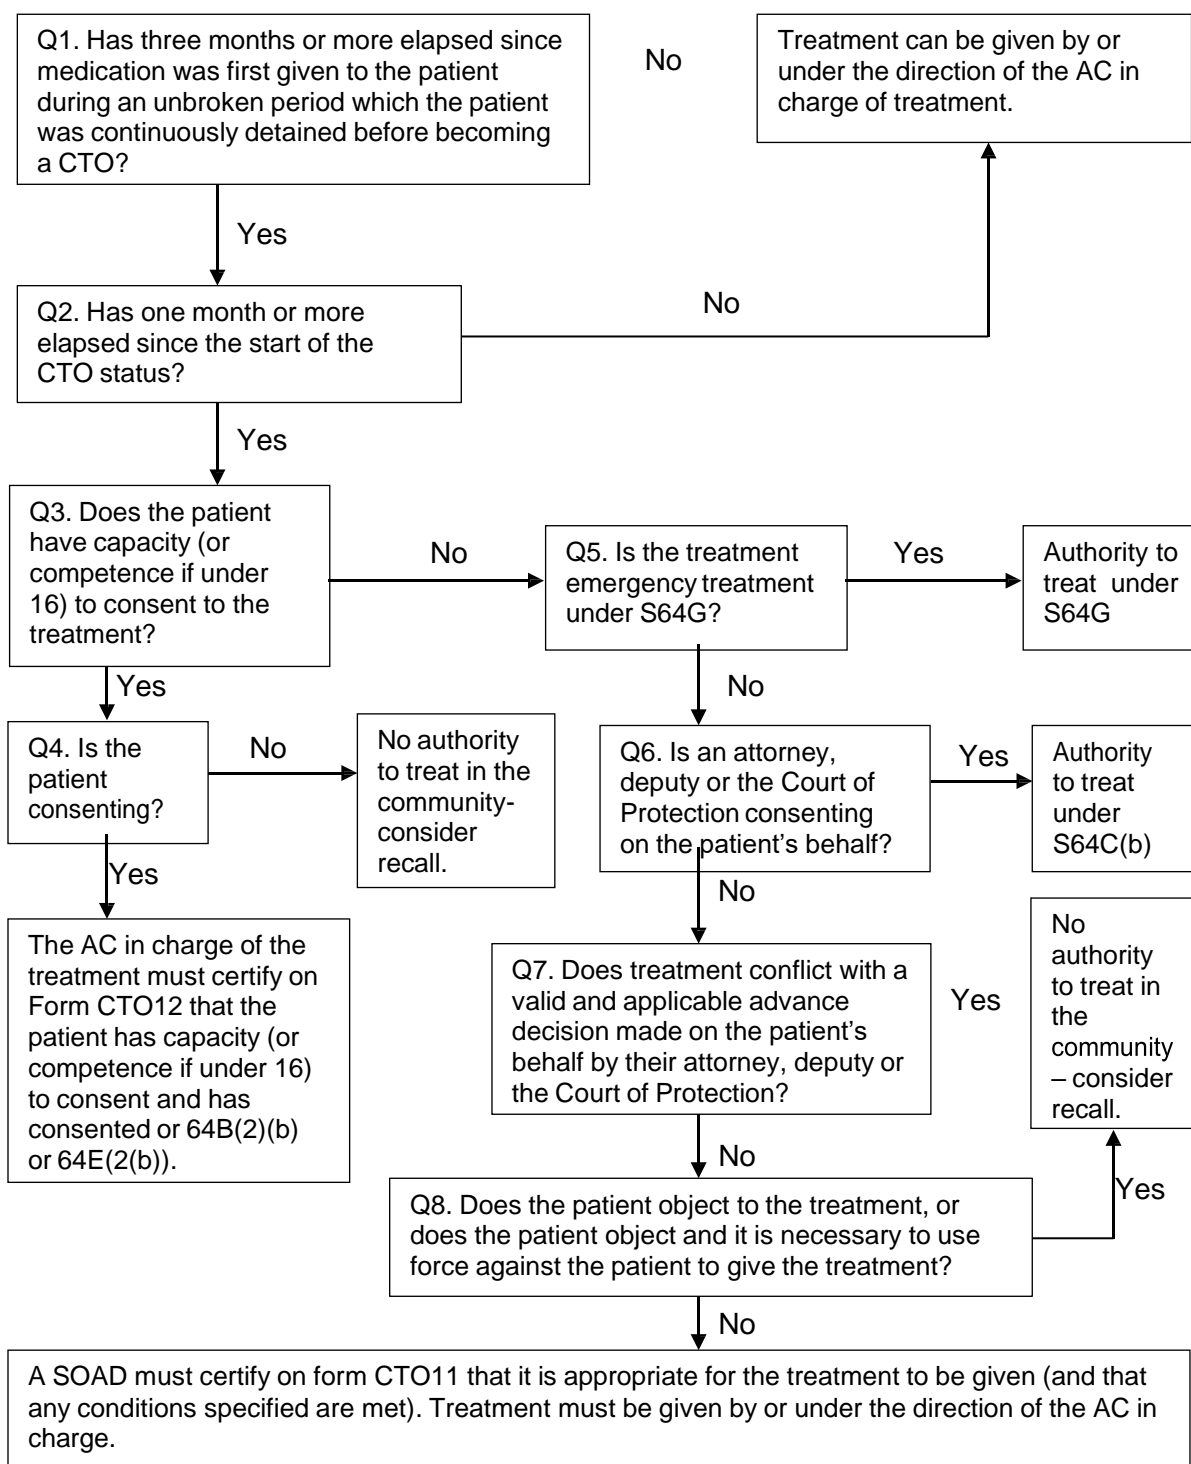 Q1. Has three months or more elapsed since
medication was first given to the patient
during an unbroken period which the patient
was continuously detained before becoming
a CTO?
No
Treatment can be given by or
under the direction of the AC in
charge of treatment.
Yes
Q2. Has one month or more
elapsed since the start of the
CTO status?
No
Yes
Q3. Does the patient
have capacity (or
competence if under
16) to consent to the
treatment?
No
Q5. Is the treatment
emergency treatment
under S64G?
Yes
Authority to
treat under
S64G
Yes
No
Q4. Is the
patient
consenting?
No
No authority
to treat in the
community-
consider
recall.
Q6. Is an attorney,
deputy or the Court of
Protection consenting
on the patient’s behalf?
Yes
Authority
to treat
under
S64C(b)
Yes
No
The AC in charge of the
treatment must certify on
Form CTO12 that the
patient has capacity (or
competence if under 16)
to consent and has
consented or 64B(2)(b)
or 64E(2(b)).
Q7. Does treatment conflict with a
valid and applicable advance
decision made on the patient’s
behalf by their attorney, deputy or
the Court of Protection?
Yes
No
authority
to treat in
the
community
– consider
recall.
No
Q8. Does the patient object to the treatment, or
does the patient object and it is necessary to use
force against the patient to give the treatment?
Yes
No
A SOAD must certify on form CTO11 that it is appropriate for the treatment to be given (and that
any conditions specified are met). Treatment must be given by or under the direction of the AC in
charge.